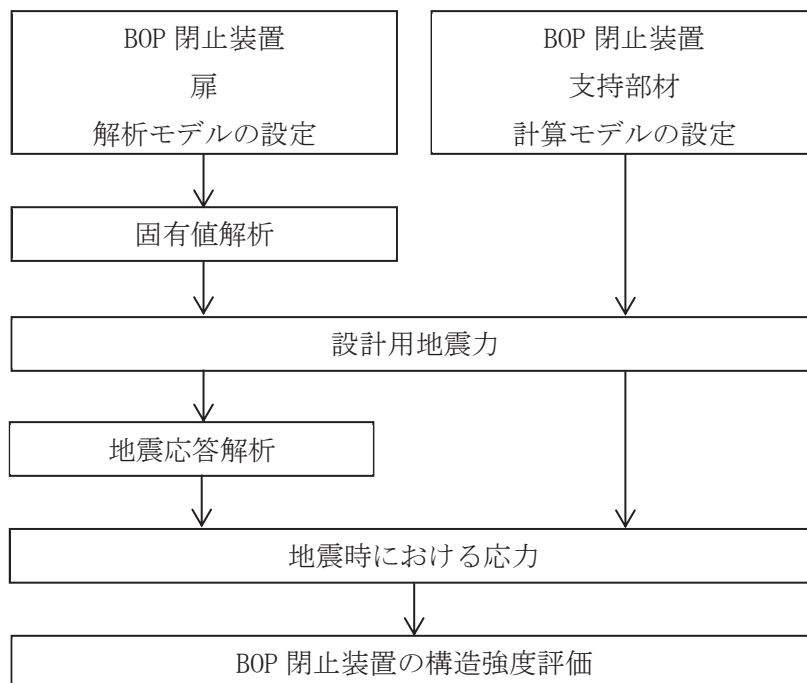 BOP 閉止装置
扉
解析モデルの設定
BOP 閉止装置
支持部材
計算モデルの設定
固有値解析
設計用地震力
地震応答解析
地震時における応力
BOP 閉止装置の構造強度評価